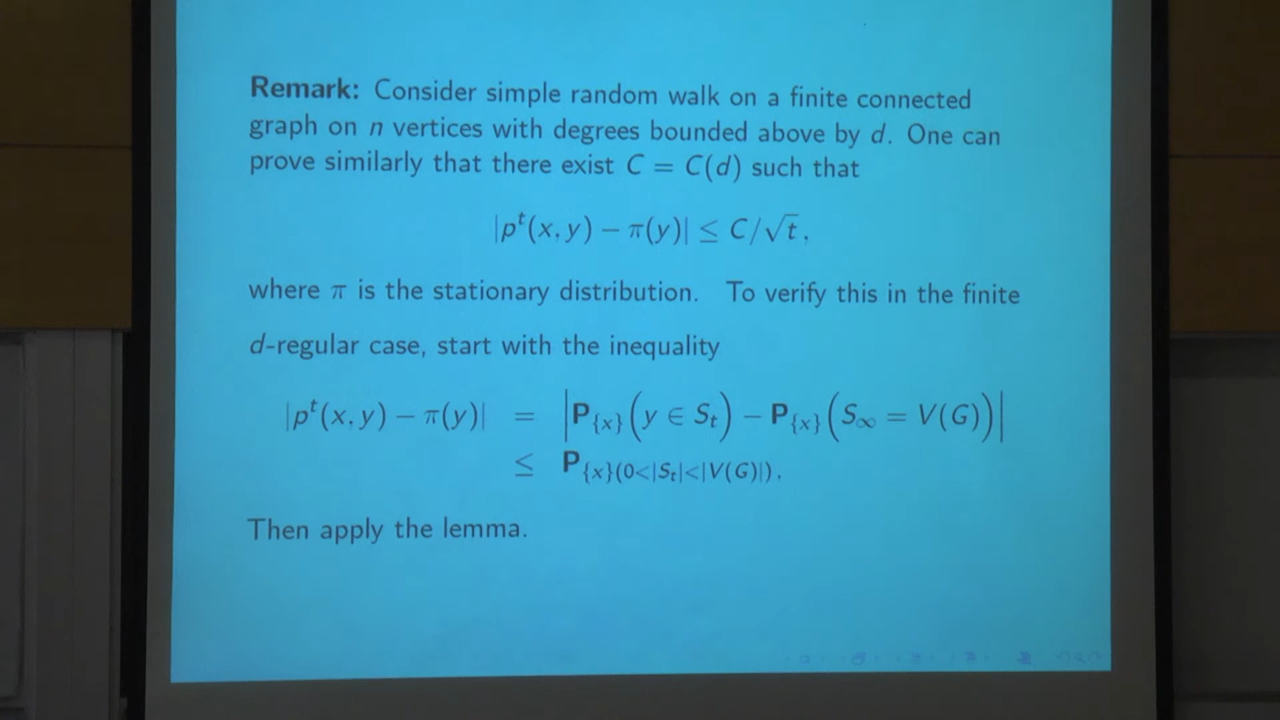 Remark: Consider simple random walk on a finite connected
graph on n vertices with degrees bounded above by d. One can
prove similarly that there exist C = C(d) such that
|p^t(x, y) − π(y)| ≤ C/√t,
where π is the stationary distribution. To verify this in the finite
d-regular case, start with the inequality
|p^t(x, y) − π(y)| = |P_{x}(y ∈ S_t) − P_{x}(S_∞ = V(G))|
≤ P_{x}(0<|S_t|<|V(G)|).
Then apply the lemma.